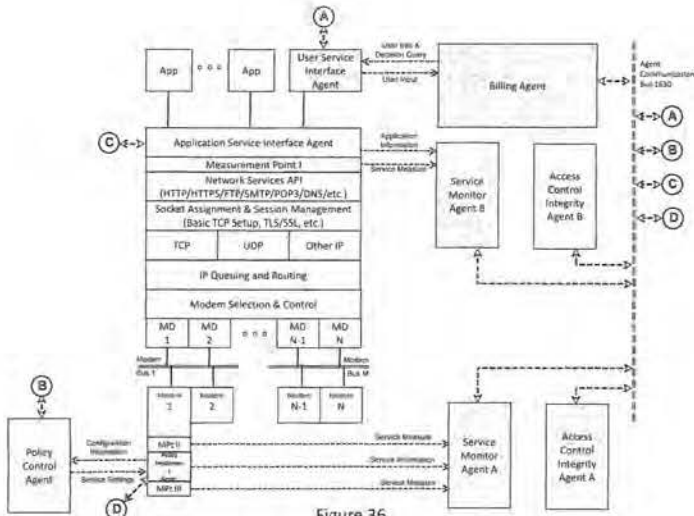 A
App
App
User Service
Interface
Agent
User Info &
Decision Query
User Input
Billing Agent
Agent
Communication
Bus 1630
A
B
C
D
C
Application Service Interface Agent
Measurement Point I
Network Services API
(HTTP/HTTPS/FTP/SMTP/POP3/DNS/etc.)
Socket Assignment & Session Management
(Basic TCP Setup, TLS/SSL, etc.)
TCP
UDP
Other IP
IP Queuing and Routing
Modem Selection & Control
MD
1
MD
2
MD
N-1
MD
N
Application
Information
Service Measure
Service
Monitor
Agent B
Access
Control
Integrity
Agent B
Modem
Bus 1
Modem
Bus M
Modem
1
Modem
2
Modem
N-1
Modem
N
B
Policy
Control
Agent
Configuration
Information
Service Settings
MPt II
Agent
MPt III
D
Service Measure
Service Information
Service Measure
Service
Monitor
Agent A
Access
Control
Integrity
Agent A
Figure 36